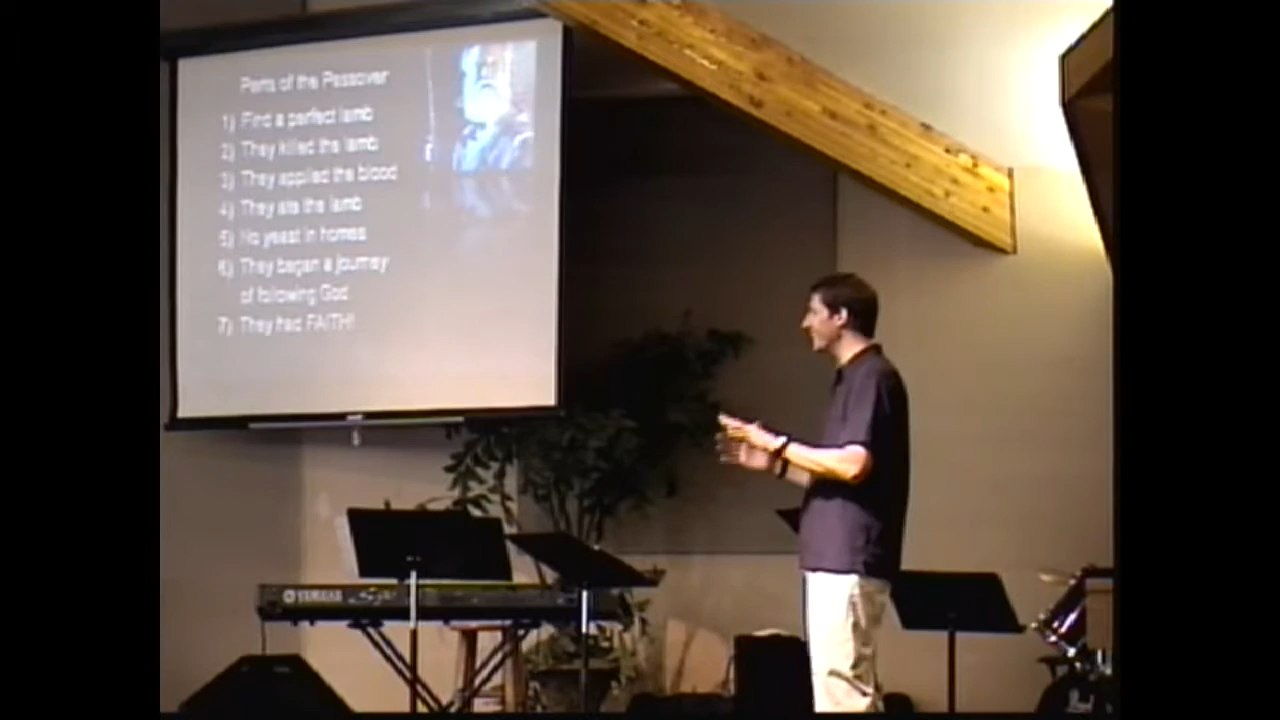 Parts of the Passover
1) Find a perfect lamb
2) They killed the lamb
3) They applied the blood
4) They ate the lamb
5) No yeast in homes
6) They began a journey
of following God
7) They had FAITH!
YAMAHA